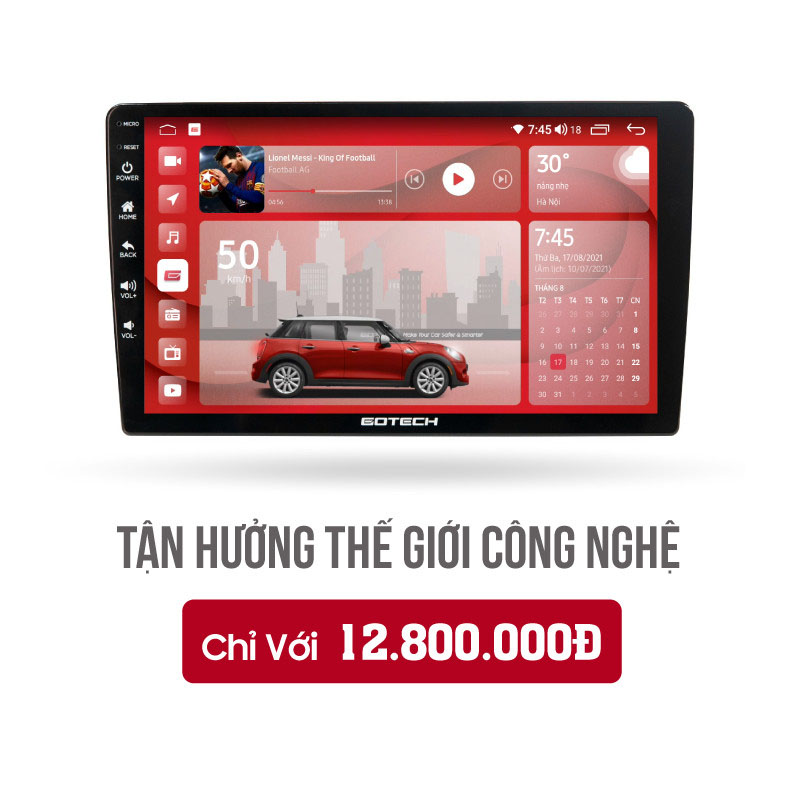 MICRO
RESET
POWER
HOME
BACK
VOL+
VOL-
7:45 18
Lionel Messi - King Of Football
Football AG
04:56 11:18
30°
nắng nhẹ
Hà Nội
50
km/h
Make Your Car Safer & Smarter
7:45
Thứ Ba, 17/08/2021
(Âm lịch: 10/07/2021)
THÁNG 8
T2 T3 T4 T5 T6 T7 CN
26 27 28 29 30 31 1
2 3 4 5 6 7 8
9 10 11 12 13 14 15
16 17 18 19 20 21 22
23 24 25 26 27 28 29
30 31 1 2 3 4 5
GOTECH
TẬN HƯỞNG THẾ GIỚI CÔNG NGHỆ
Chỉ Với 12.800.000Đ